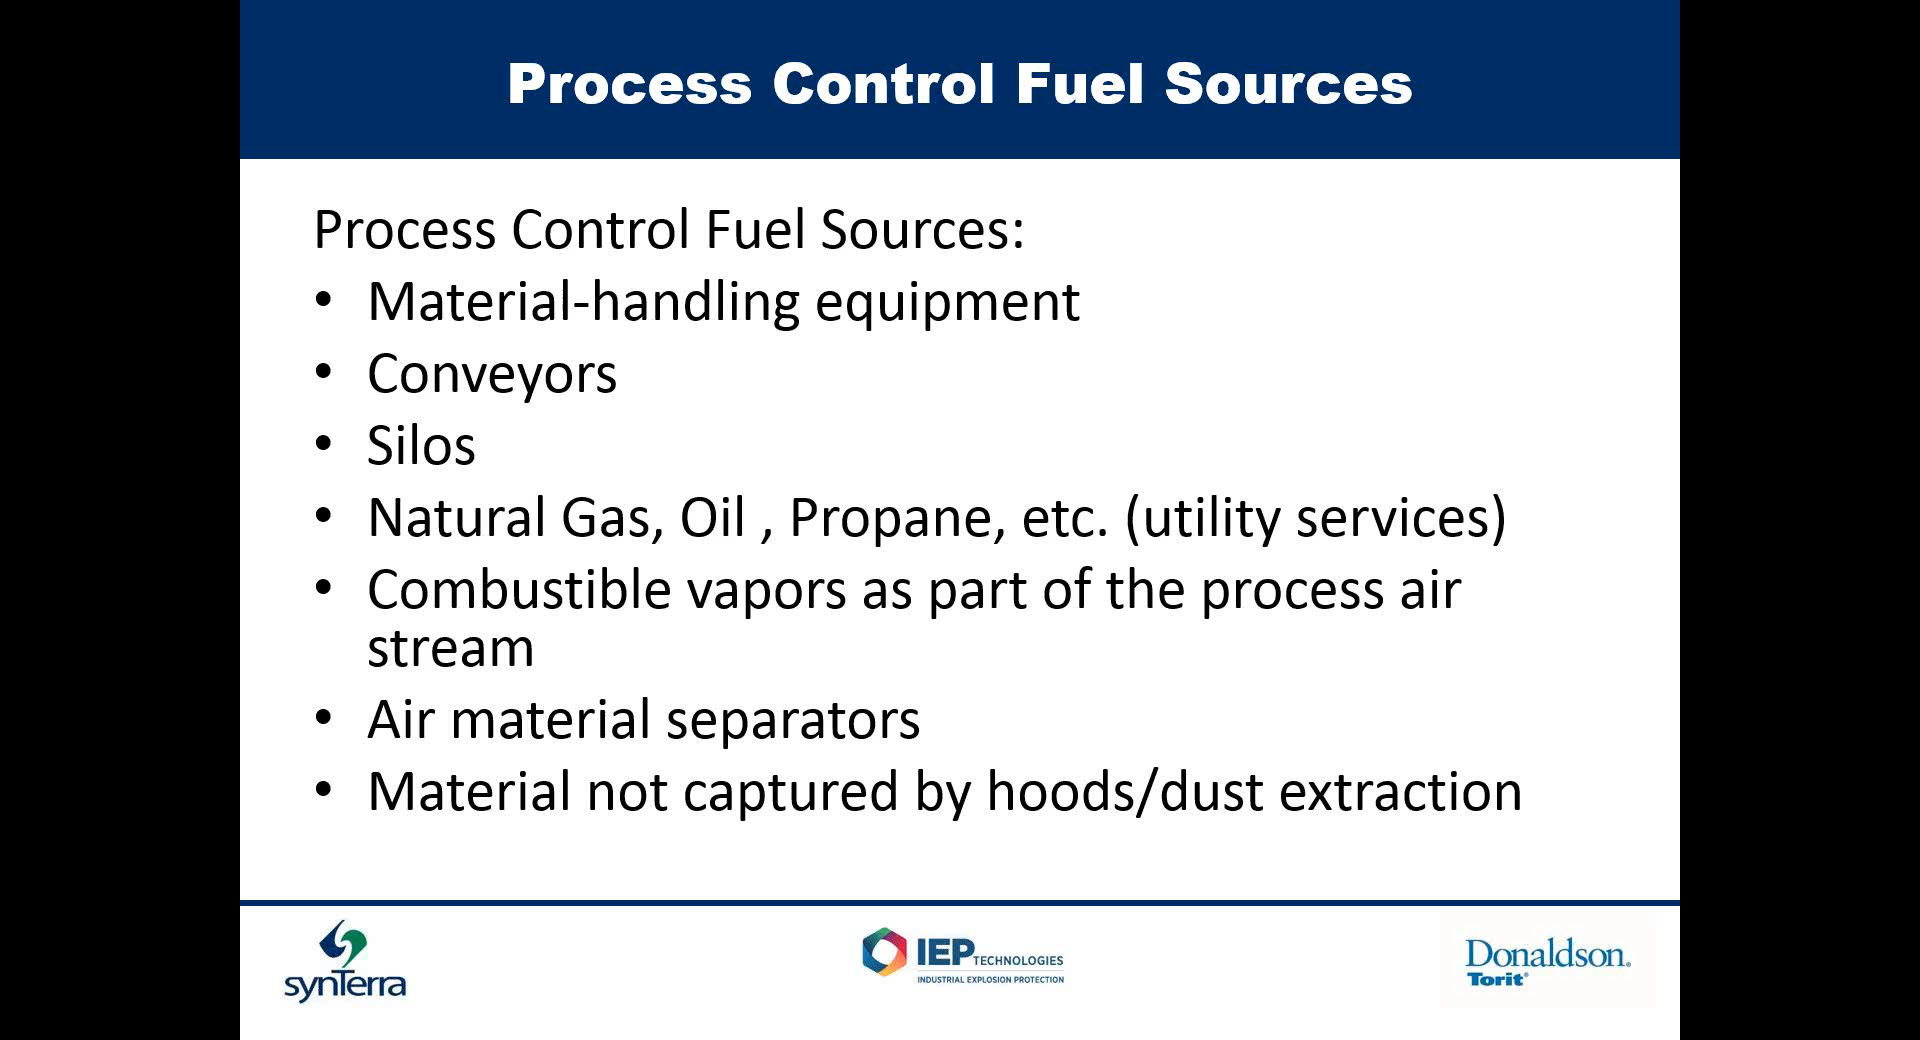 Process Control Fuel Sources
Process Control Fuel Sources:
• Material-handling equipment
• Conveyors
• Silos
• Natural Gas, Oil , Propane, etc. (utility services)
• Combustible vapors as part of the process air
stream
• Air material separators
• Material not captured by hoods/dust extraction
synTerra
IEP TECHNOLOGIES
INDUSTRIAL EXPLOSION PROTECTION
Donaldson.
Torit